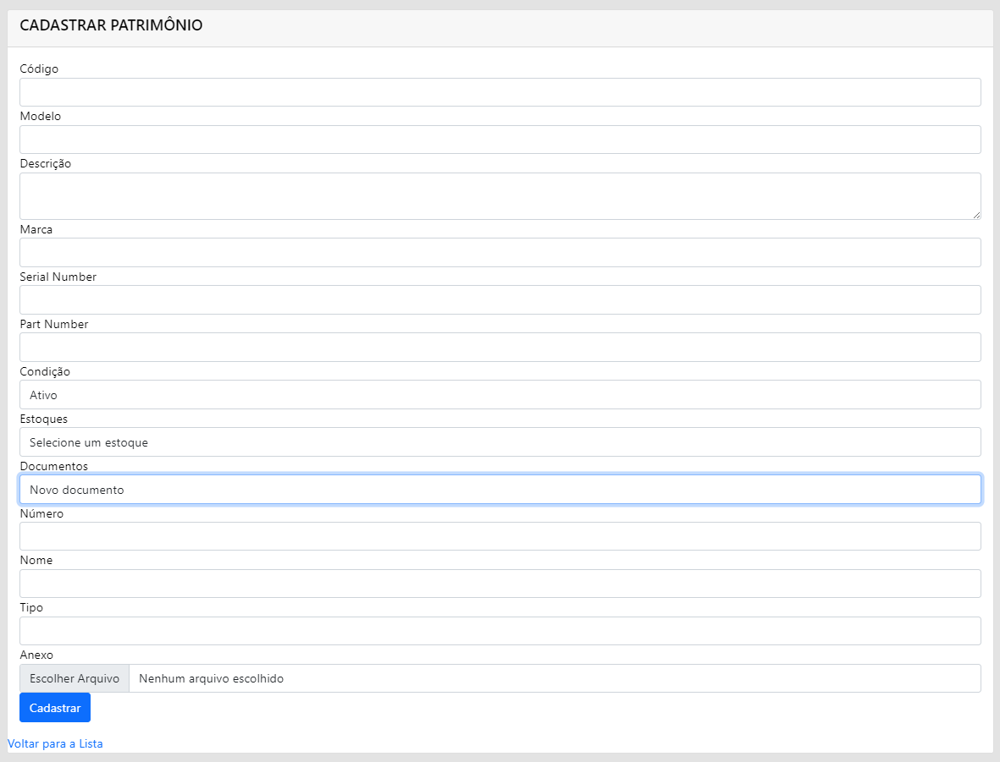 CADASTRAR PATRIMÔNIO
Código
Modelo
Descrição
Marca
Serial Number
Part Number
Condição
Ativo
Estoques
Selecione um estoque
Documentos
Novo documento
Número
Nome
Tipo
Anexo
Escolher Arquivo Nenhum arquivo escolhido
Cadastrar
Voltar para a Lista